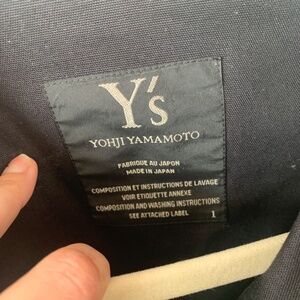 Y's
YOHJI YAMAMOTO
FABRIQUE AU JAPON
MADE IN JAPAN
COMPOSITION ET INSTRUCTIONS DE LAVAGE
VOIR ETIQUETTE ANNEXE
COMPOSITION AND WASHING INSTRUCTIONS
SEE ATTACHED LABEL 1